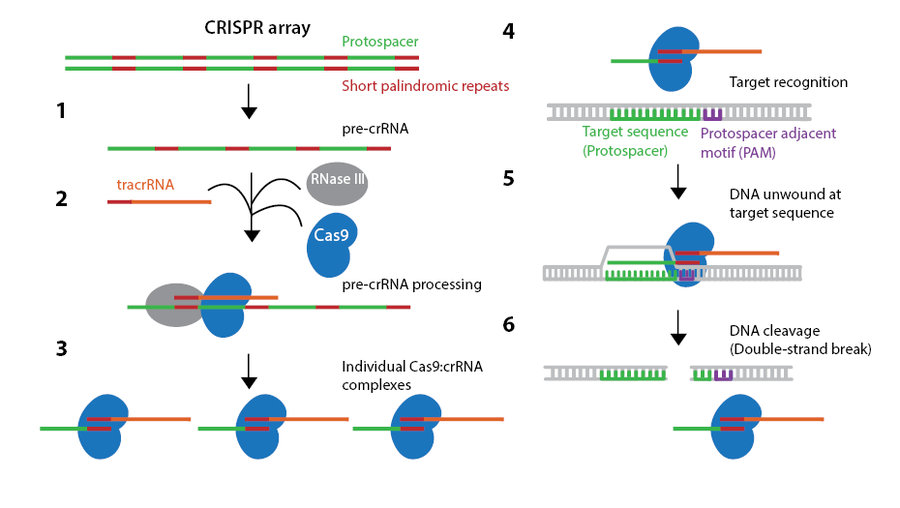 CRISPR array
Protospacer
Short palindromic repeats
1
pre-crRNA
2
tracrRNA
RNase III
Cas9
pre-crRNA processing
3
Individual Cas9:crRNA
complexes
4
Target recognition
Target sequence
(Protospacer)
Protospacer adjacent
motif (PAM)
5
DNA unwound at
target sequence
6
DNA cleavage
(Double-strand break)